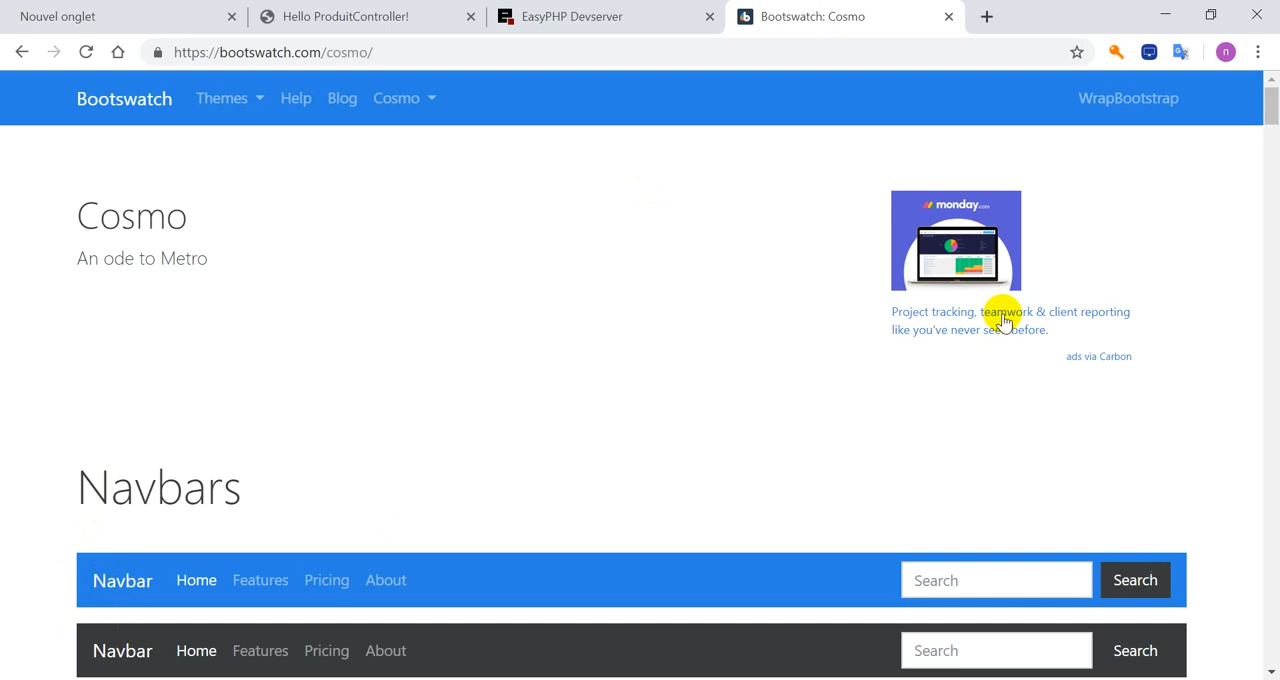 Nouvel onglet
Hello ProduitController!
EasyPHP Devserver
Bootswatch: Cosmo
https://bootswatch.com/cosmo/
n
Bootswatch Themes Help Blog Cosmo WrapBootstrap
Cosmo
An ode to Metro
monday.com
Project tracking, teamwork & client reporting
like you've never seen before.
ads via Carbon
Navbars
Navbar Home Features Pricing About Search Search
Navbar Home Features Pricing About Search Search